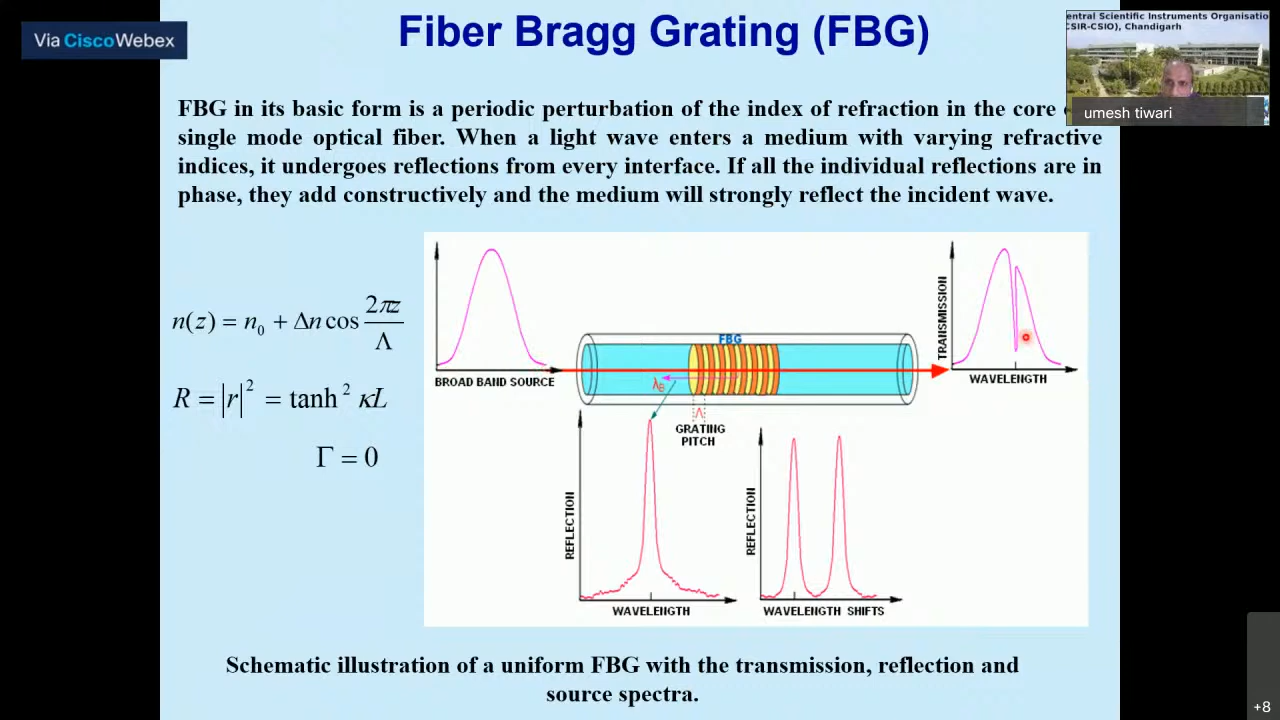 Via Cisco Webex
Fiber Bragg Grating (FBG)
entral Scientific Instruments Organisatio
CSIR-CSIO), Chandigarh
umesh tiwari
FBG in its basic form is a periodic perturbation of the index of refraction in the core
single mode optical fiber. When a light wave enters a medium with varying refractive
indices, it undergoes reflections from every interface. If all the individual reflections are in
phase, they add constructively and the medium will strongly reflect the incident wave.
n(z) = n₀ + Δn cos 2πz/Λ
R = |r|² = tanh² κL
Γ = 0
BROAD BAND SOURCE
FBG
λB
Λ
GRATING
PITCH
TRANSMISSION
WAVELENGTH
REFLECTION
WAVELENGTH
REFLECTION
WAVELENGTH SHIFTS
Schematic illustration of a uniform FBG with the transmission, reflection and
source spectra.
+8